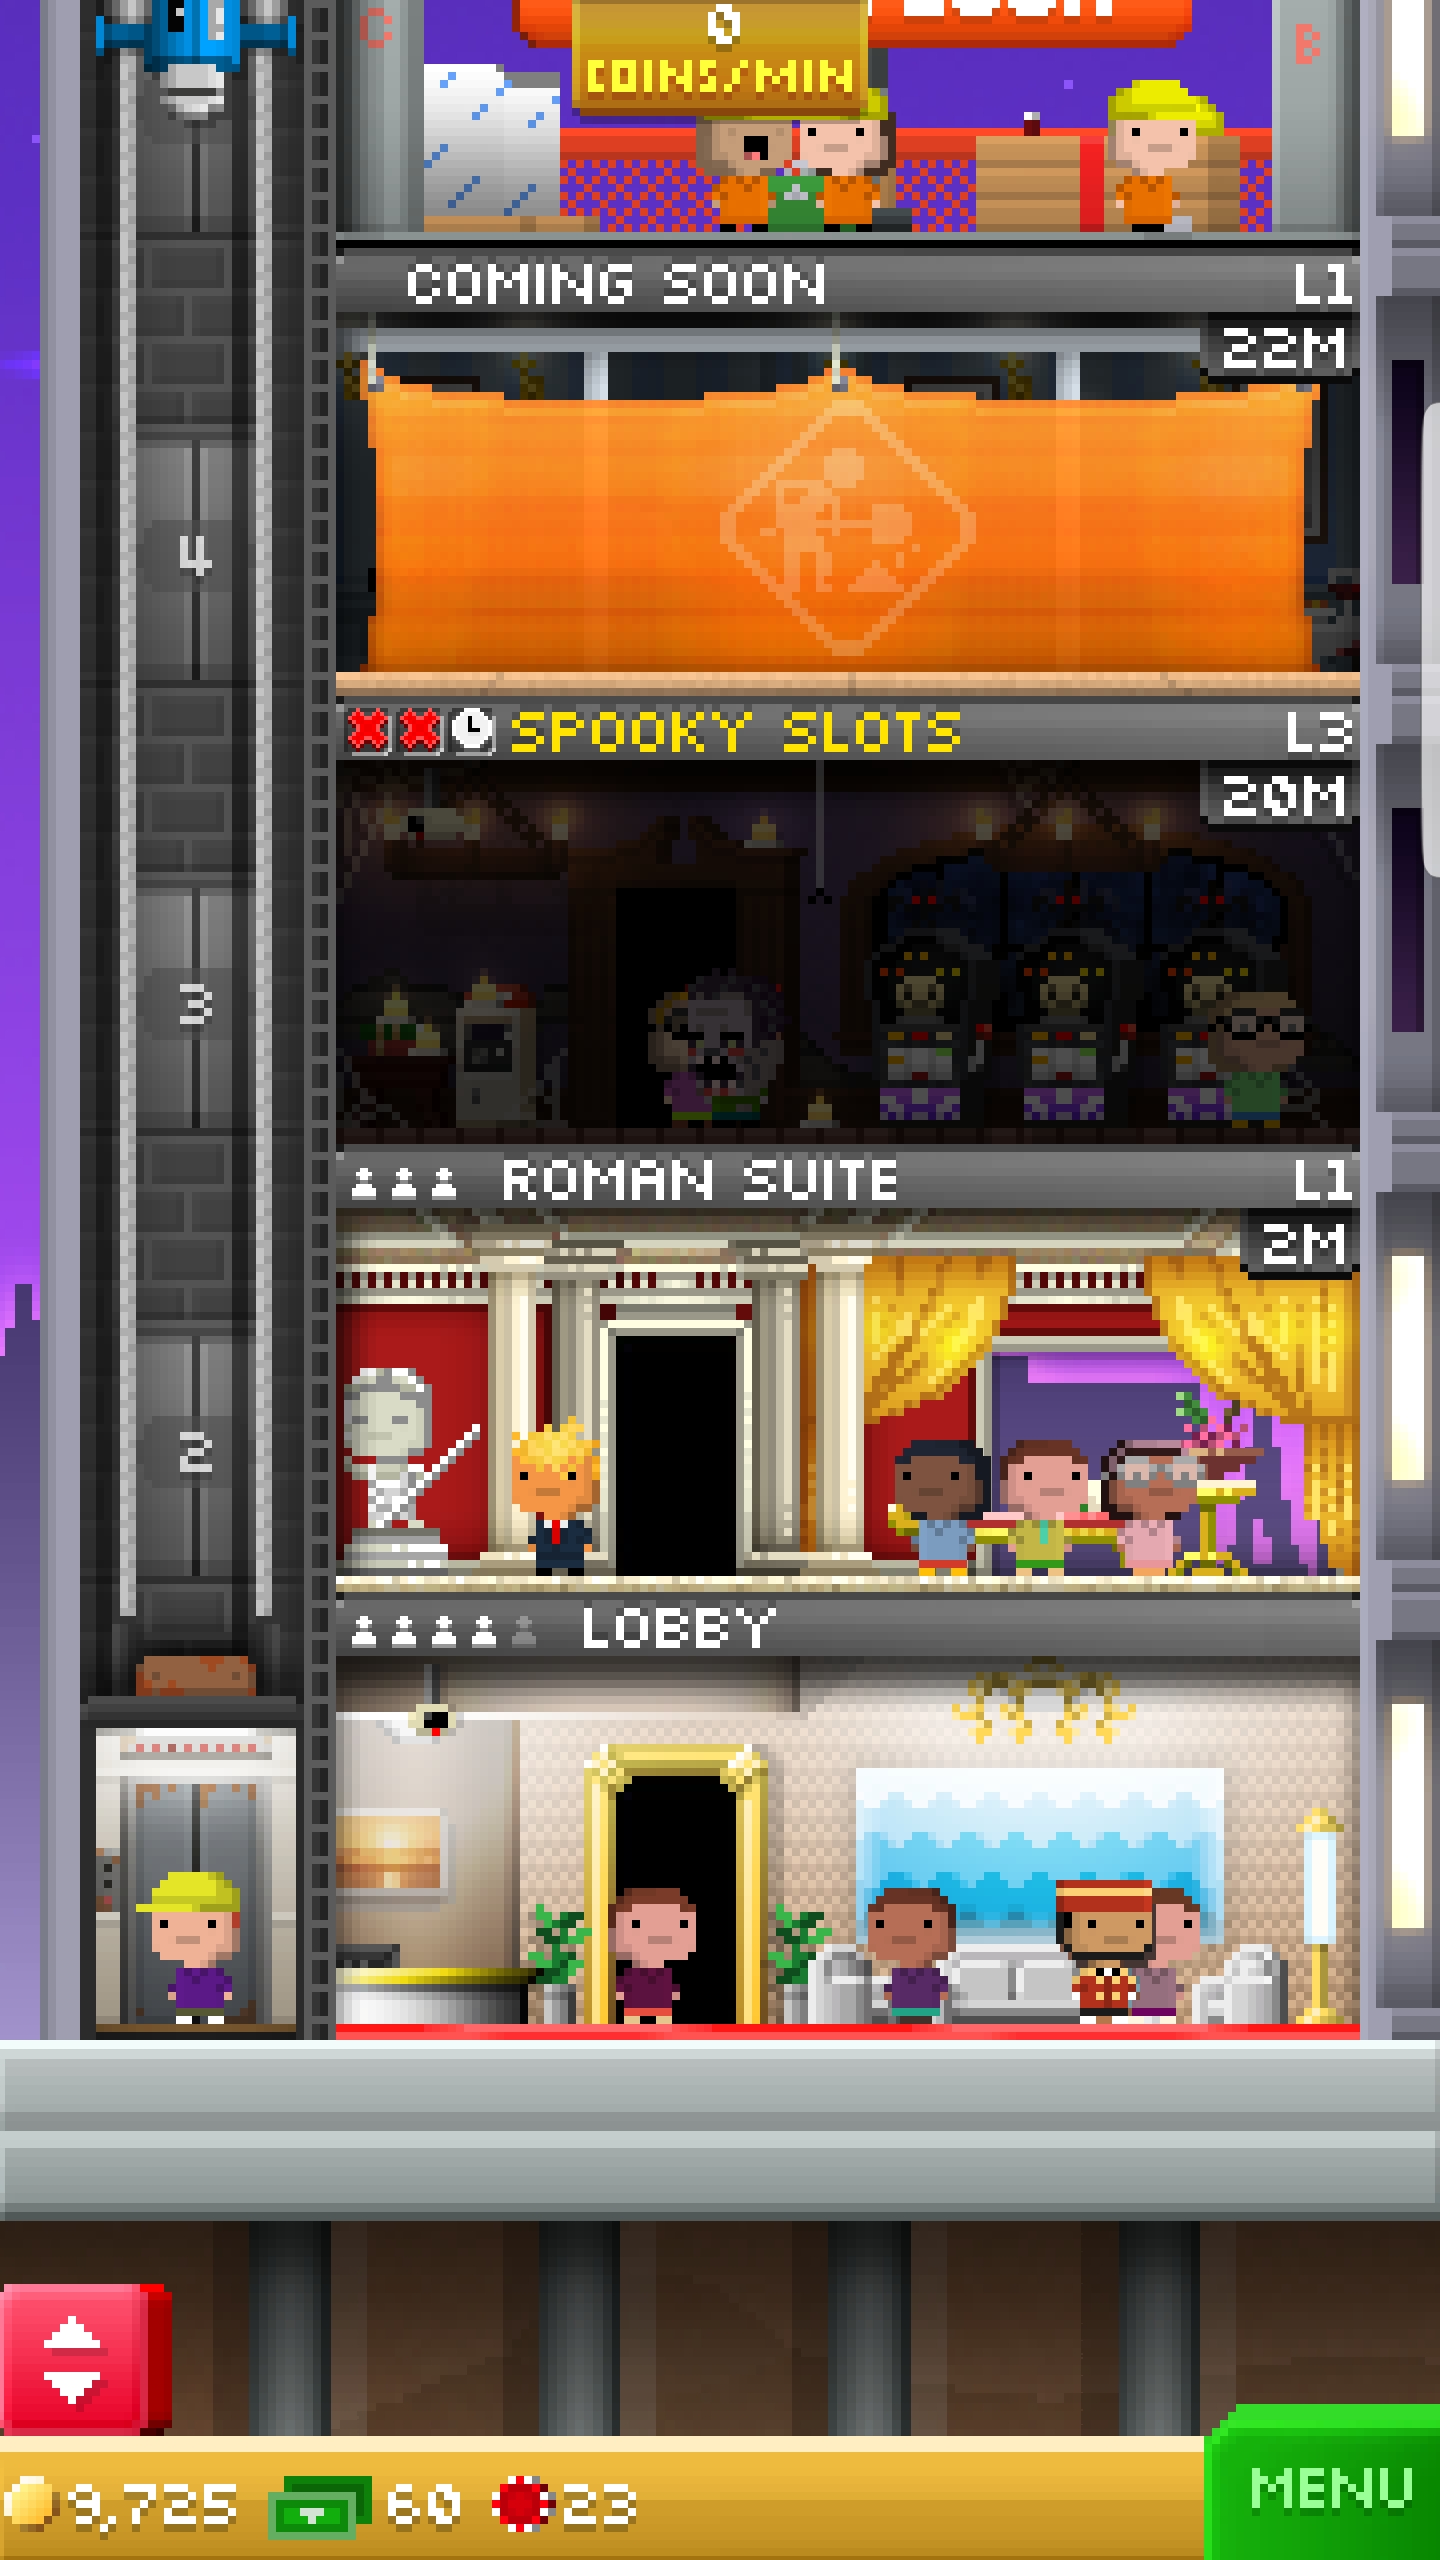 C
B
0
COINS/MIN
COMING SOON L1
22M
4
SPOOKY SLOTS L3
20M
3
ROMAN SUITE L1
2M
2
LOBBY
9,725 60 23
MENU